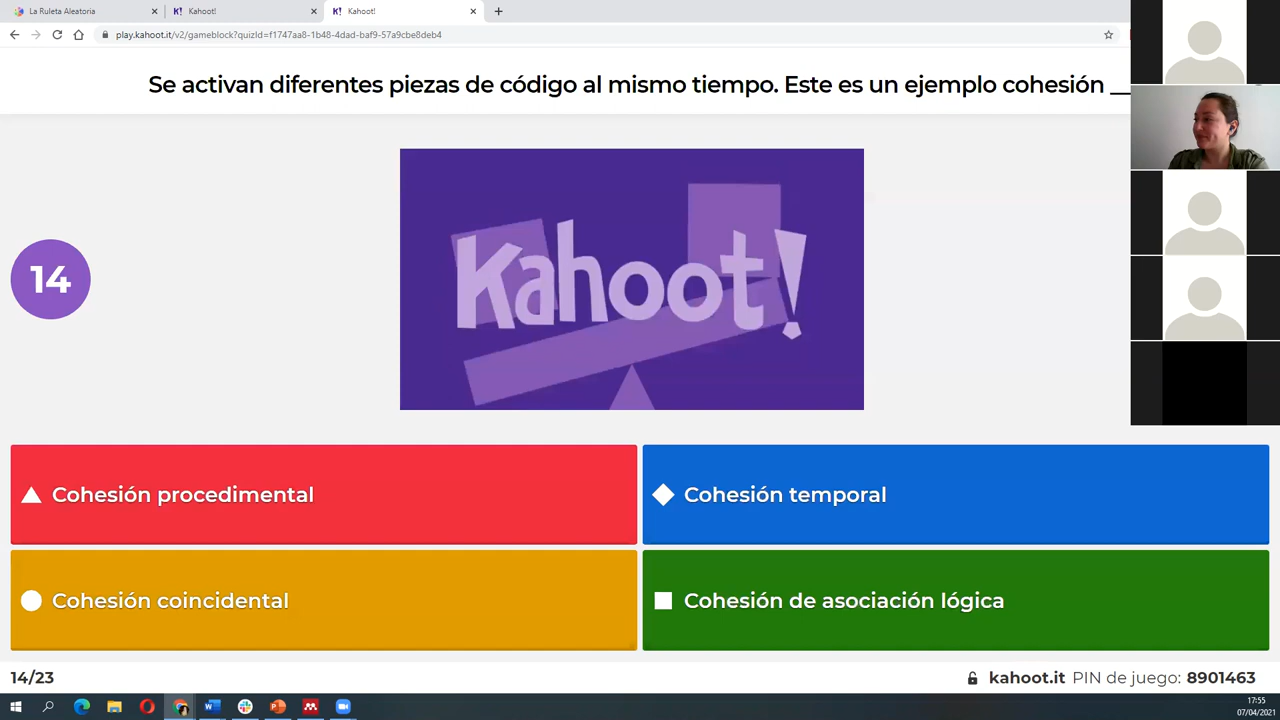 La Ruleta Aleatoria
K! Kahoot!
K! Kahoot!
play.kahoot.it/v2/gameblock?quizId=f1747aa8-1b48-4dad-baf9-57a9cbe8deb4
Se activan diferentes piezas de código al mismo tiempo. Este es un ejemplo cohesión __
14
Kahoot!
Cohesión procedimental
Cohesión temporal
Cohesión coincidental
Cohesión de asociación lógica
14/23
kahoot.it PIN de juego: 8901463
17:55
07/04/2021